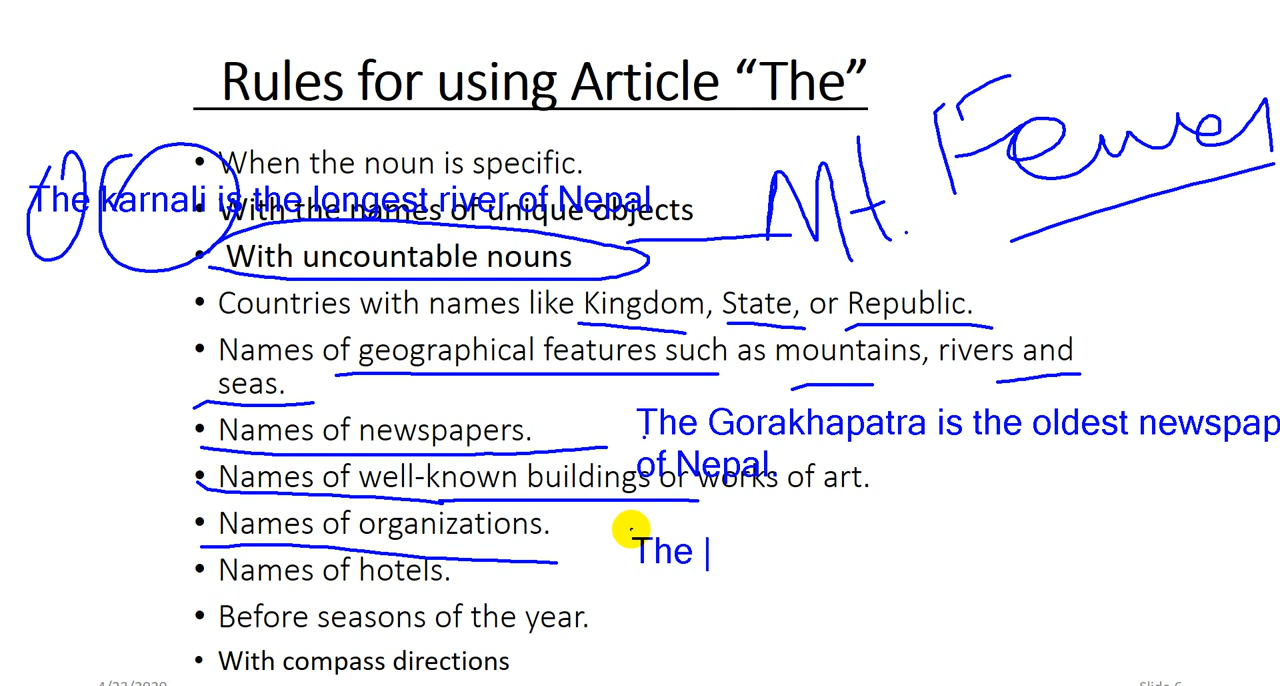 Rules for using Article “The”
• When the noun is specific.
The karnali is the longest river of Nepal
• With the names of unique objects
Mt.
• With uncountable nouns
• Countries with names like Kingdom, State, or Republic.
• Names of geographical features such as mountains, rivers and
seas.
The Gorakhapatra is the oldest newspap
• Names of newspapers.
of Nepal.
• Names of well-known buildings or works of art.
• Names of organizations.
The
• Names of hotels.
• Before seasons of the year.
• With compass directions